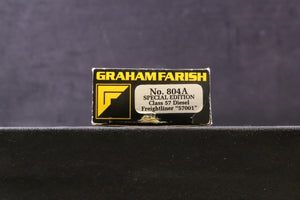 GRAHAM FARISH
No. 804A
SPECIAL EDITION
Class 57 Diesel
Freightliner "57001"